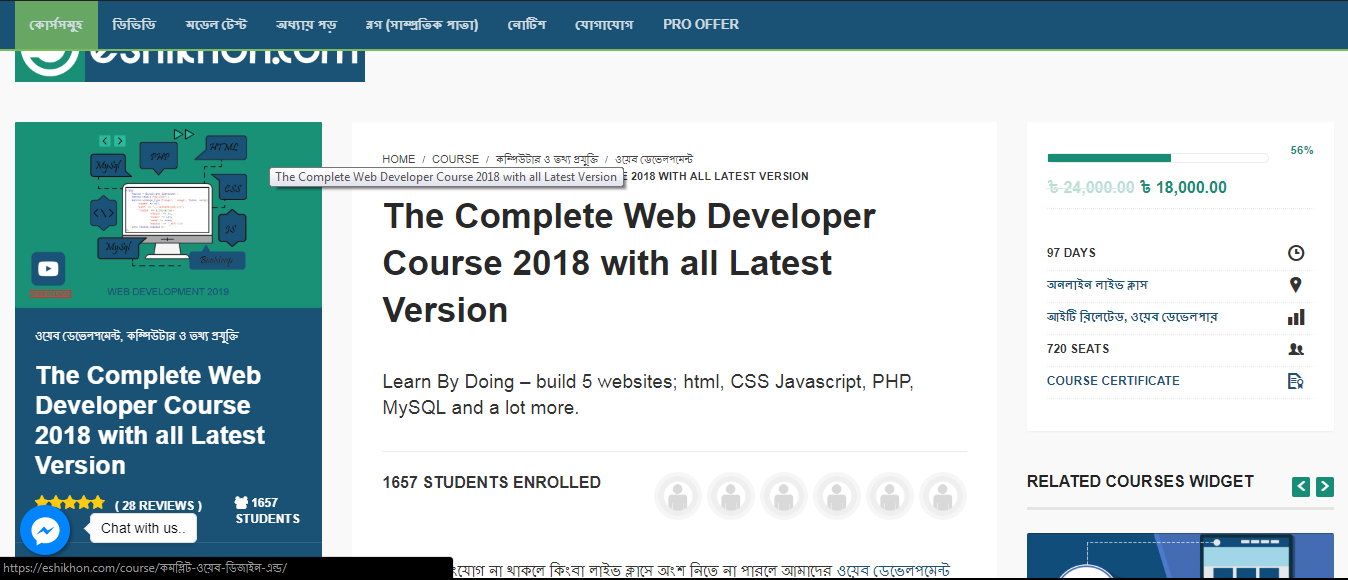 কোর্সসমুহ ডিভিডি মডেল টেস্ট অধ্যায় পড় ব্লগ (সাম্প্রতিক পাতা) নোটিশ যোগাযোগ PRO OFFER
eshikhon.com
MySql PHP HTML
CSS
JS
MySql Bootstrap
WEB DEVELOPMENT 2019
ওয়েব ডেভেলপমেন্ট, কম্পিউটার ও তথ্য প্রযুক্তি
The Complete Web
Developer Course
2018 with all Latest
Version
( 28 REVIEWS ) 1657
STUDENTS
Chat with us..
https://eshikhon.com/course/কমপ্লিট-ওয়েব-ডিজাইন-এন্ড/
HOME / COURSE / কম্পিউটার ও তথ্য প্রযুক্তি / ওয়েব ডেভেলপমেন্ট
The Complete Web Developer Course 2018 with all Latest Version
2018 WITH ALL LATEST VERSION
The Complete Web Developer
Course 2018 with all Latest
Version
Learn By Doing – build 5 websites; html, CSS Javascript, PHP,
MySQL and a lot more.
1657 STUDENTS ENROLLED
না থাকলে কিংবা লাইভ ক্লাসে অংশ নিতে না পারলে আমাদের ওয়েব ডেভেলপমেন্ট
56%
৳ 24,000.00 ৳ 18,000.00
97 DAYS
অনলাইন লাইভ ক্লাস
আইটি রিলেটেড, ওয়েব ডেভেলপার
720 SEATS
COURSE CERTIFICATE
RELATED COURSES WIDGET